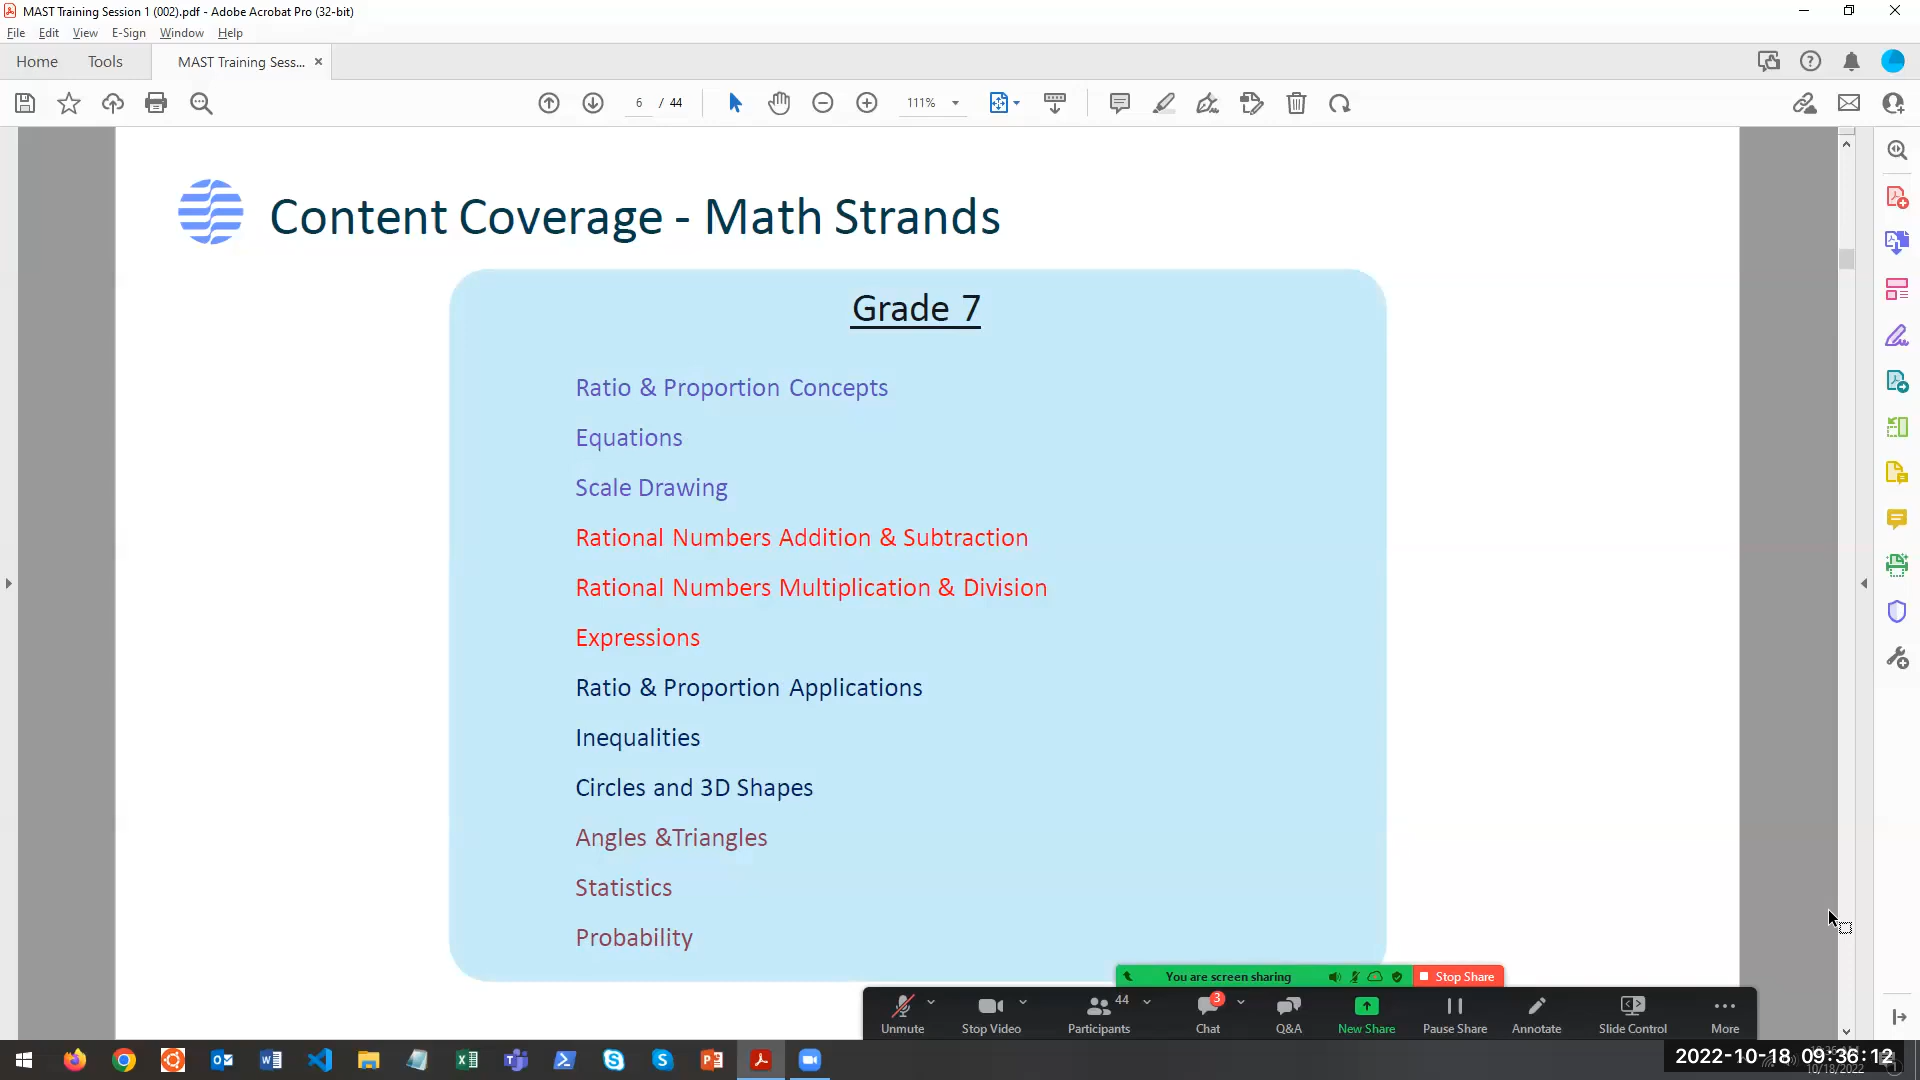 MAST Training Session 1 (002).pdf - Adobe Acrobat Pro (32-bit)
File Edit View E-Sign Window Help
Home Tools MAST Training Sess... ×
6 / 44 111%
Content Coverage - Math Strands
Grade 7
Ratio & Proportion Concepts
Equations
Scale Drawing
Rational Numbers Addition & Subtraction
Rational Numbers Multiplication & Division
Expressions
Ratio & Proportion Applications
Inequalities
Circles and 3D Shapes
Angles &Triangles
Statistics
Probability
You are screen sharing Stop Share
44 3
Unmute Stop Video Participants Chat Q&A New Share Pause Share Annotate Slide Control More
2022-10-18 09:36:12
10/18/2022